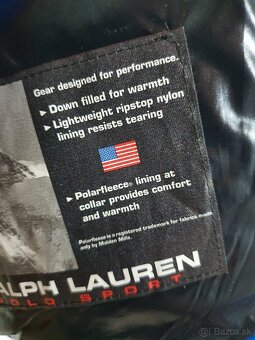 Gear designed for performance.
▸ Down filled for warmth
▸ Lightweight ripstop nylon
lining resists tearing
▸ Polarfleece® lining at
collar provides comfort
and warmth
Polarfleece is a registered trademark for fabrics made
only by Malden Mills.
ALPH LAUREN
POLO SPORT
Bazos.sk